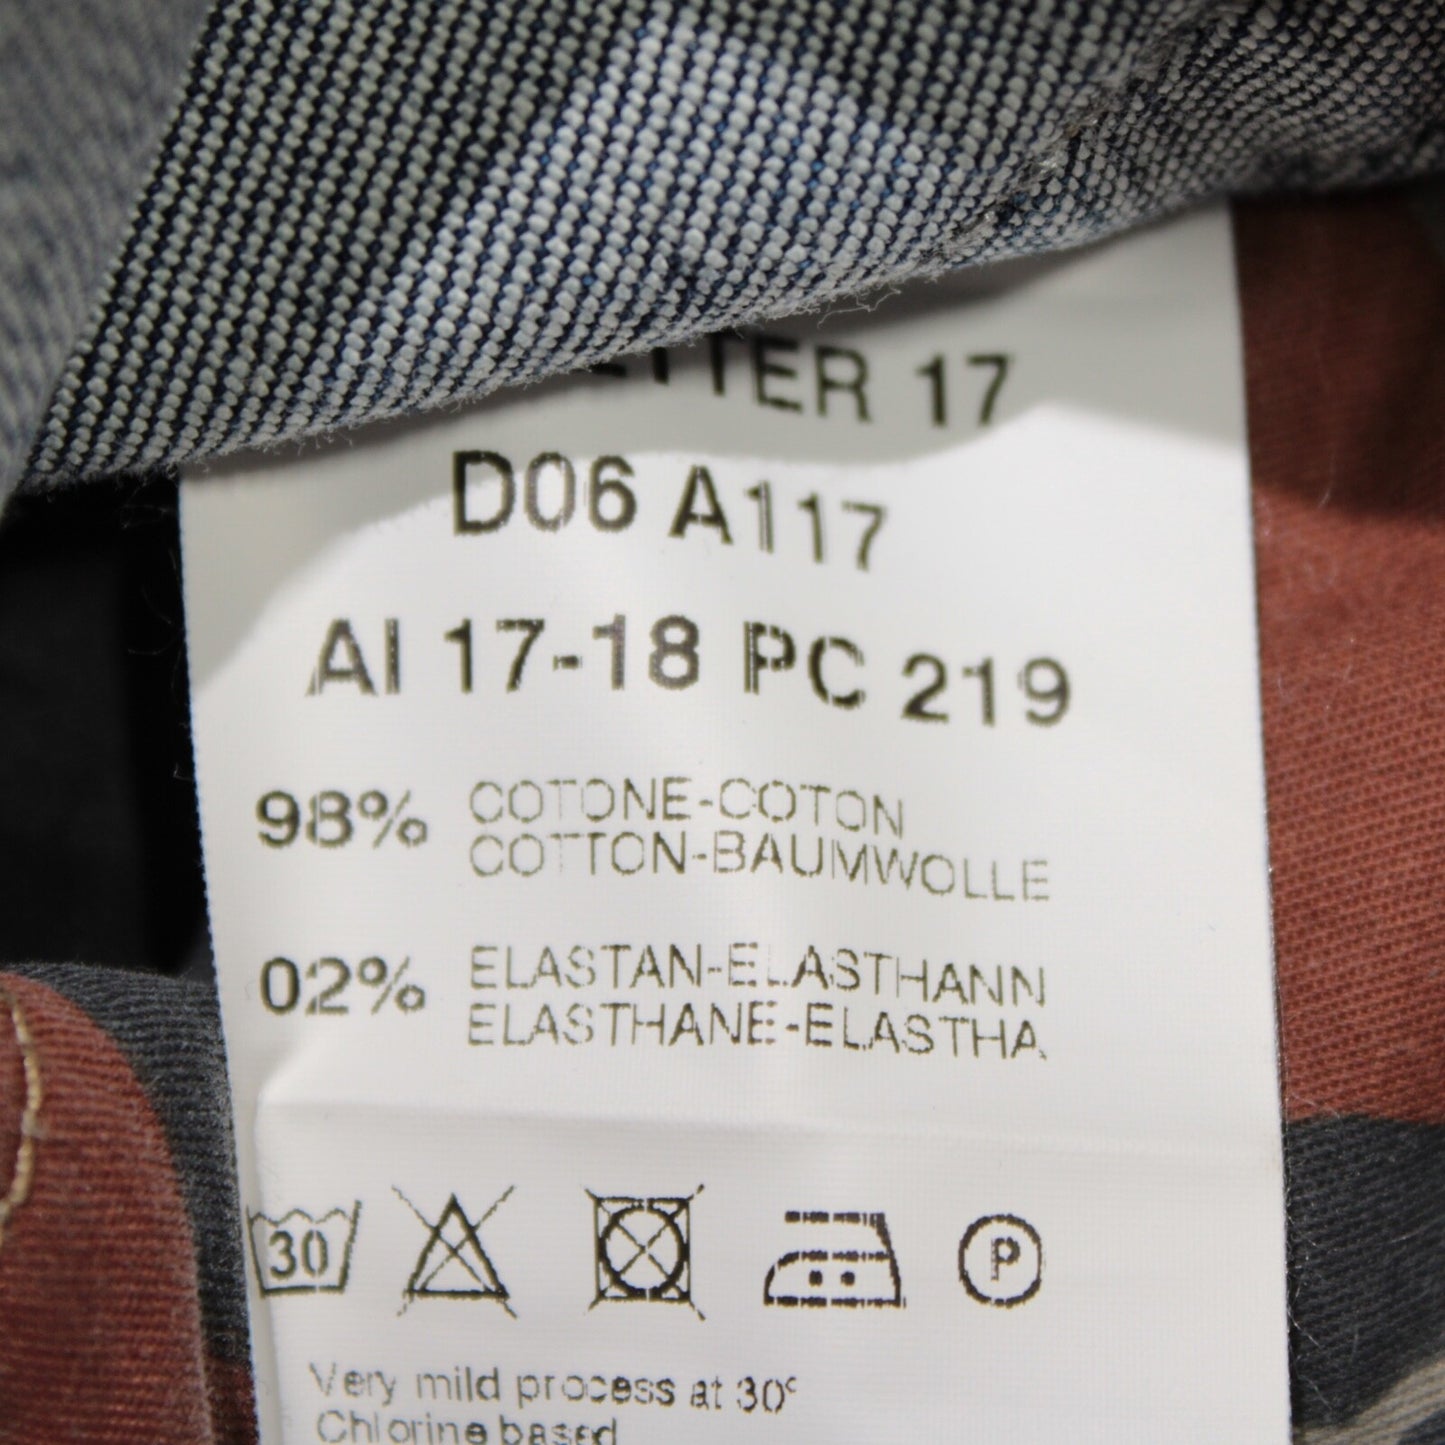 17
D06 A117
AI 17-18 PC 219
98% COTONE-COTON
COTTON-BAUMWOLLE
02% ELASTAN-ELASTHANN
ELASTHANE-ELASTHA
30 P
Very mild process at 30°
Chlorine based